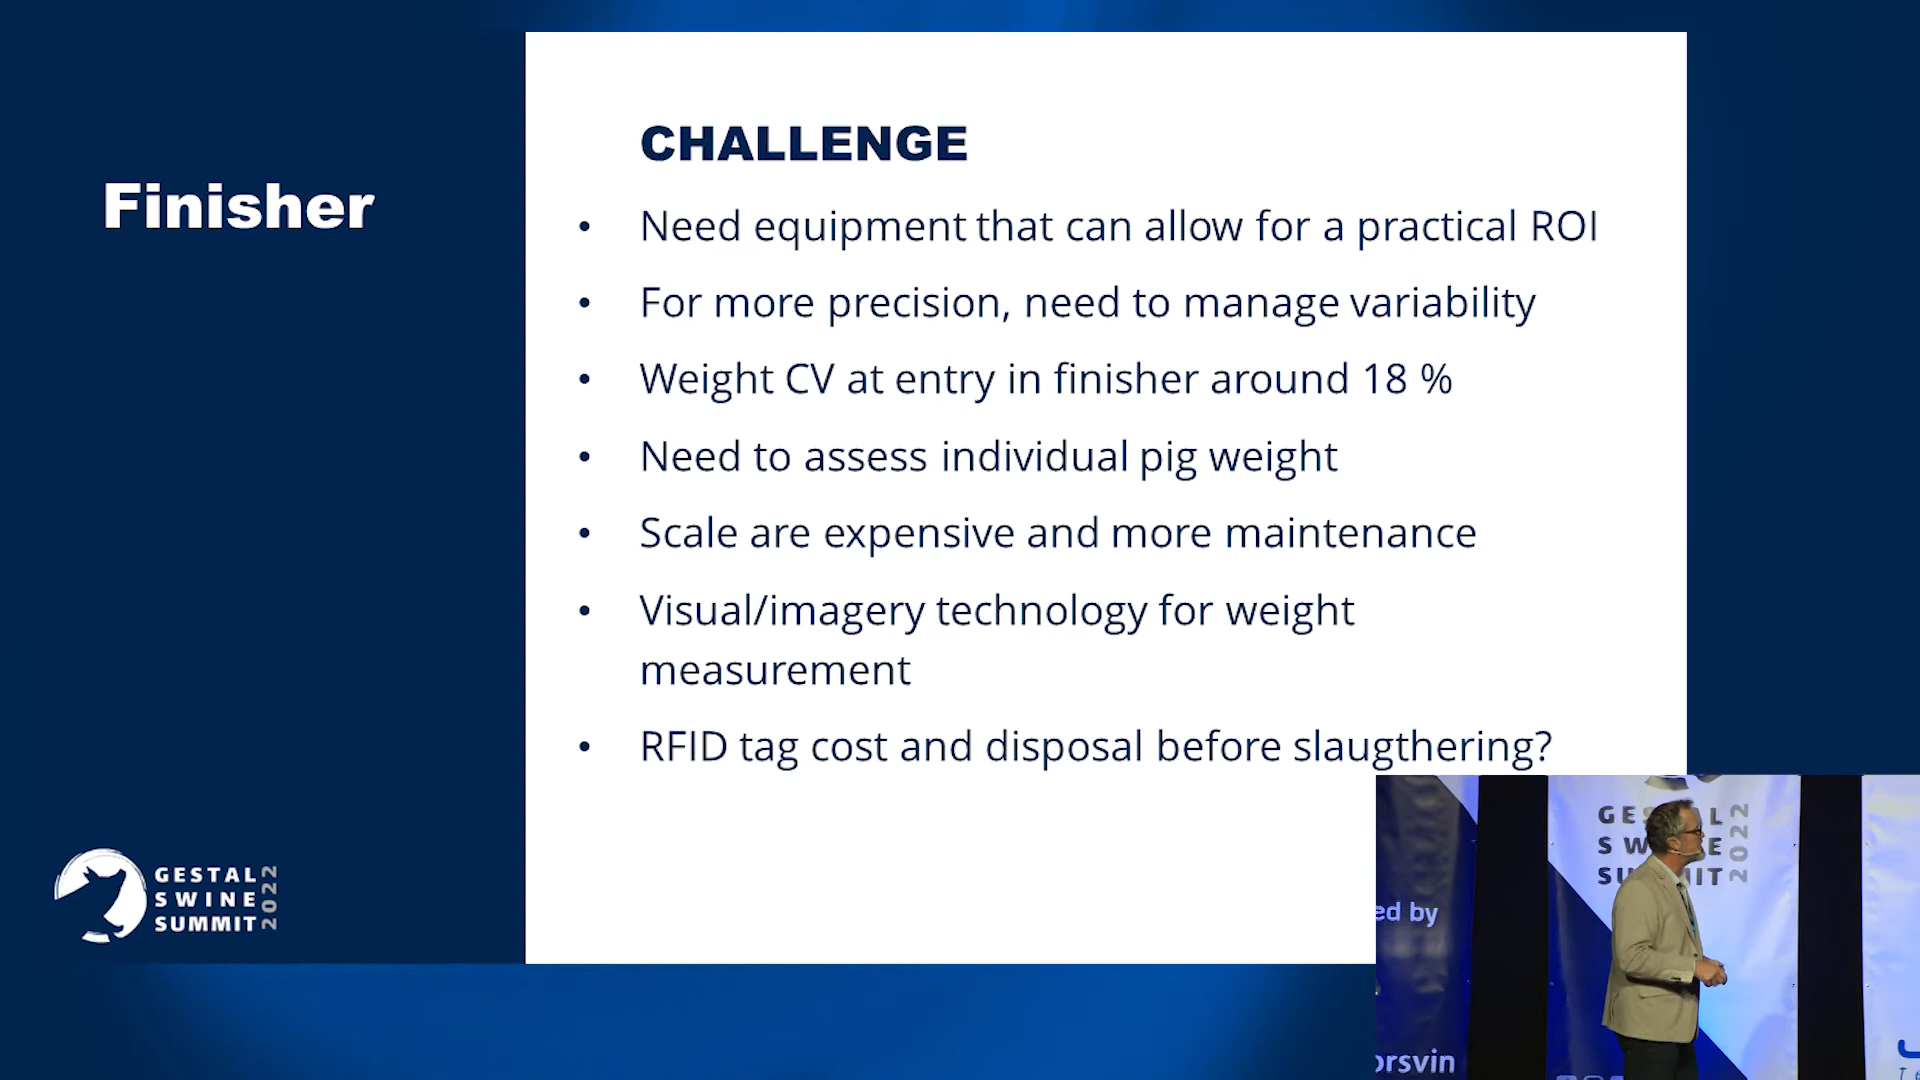 Finisher
CHALLENGE
• Need equipment that can allow for a practical ROI
• For more precision, need to manage variability
• Weight CV at entry in finisher around 18 %
• Need to assess individual pig weight
• Scale are expensive and more maintenance
• Visual/imagery technology for weight
measurement
• RFID tag cost and disposal before slaugthering?
GESTAL
SWINE
SUMMIT
2022
2022
ed by
orsvin